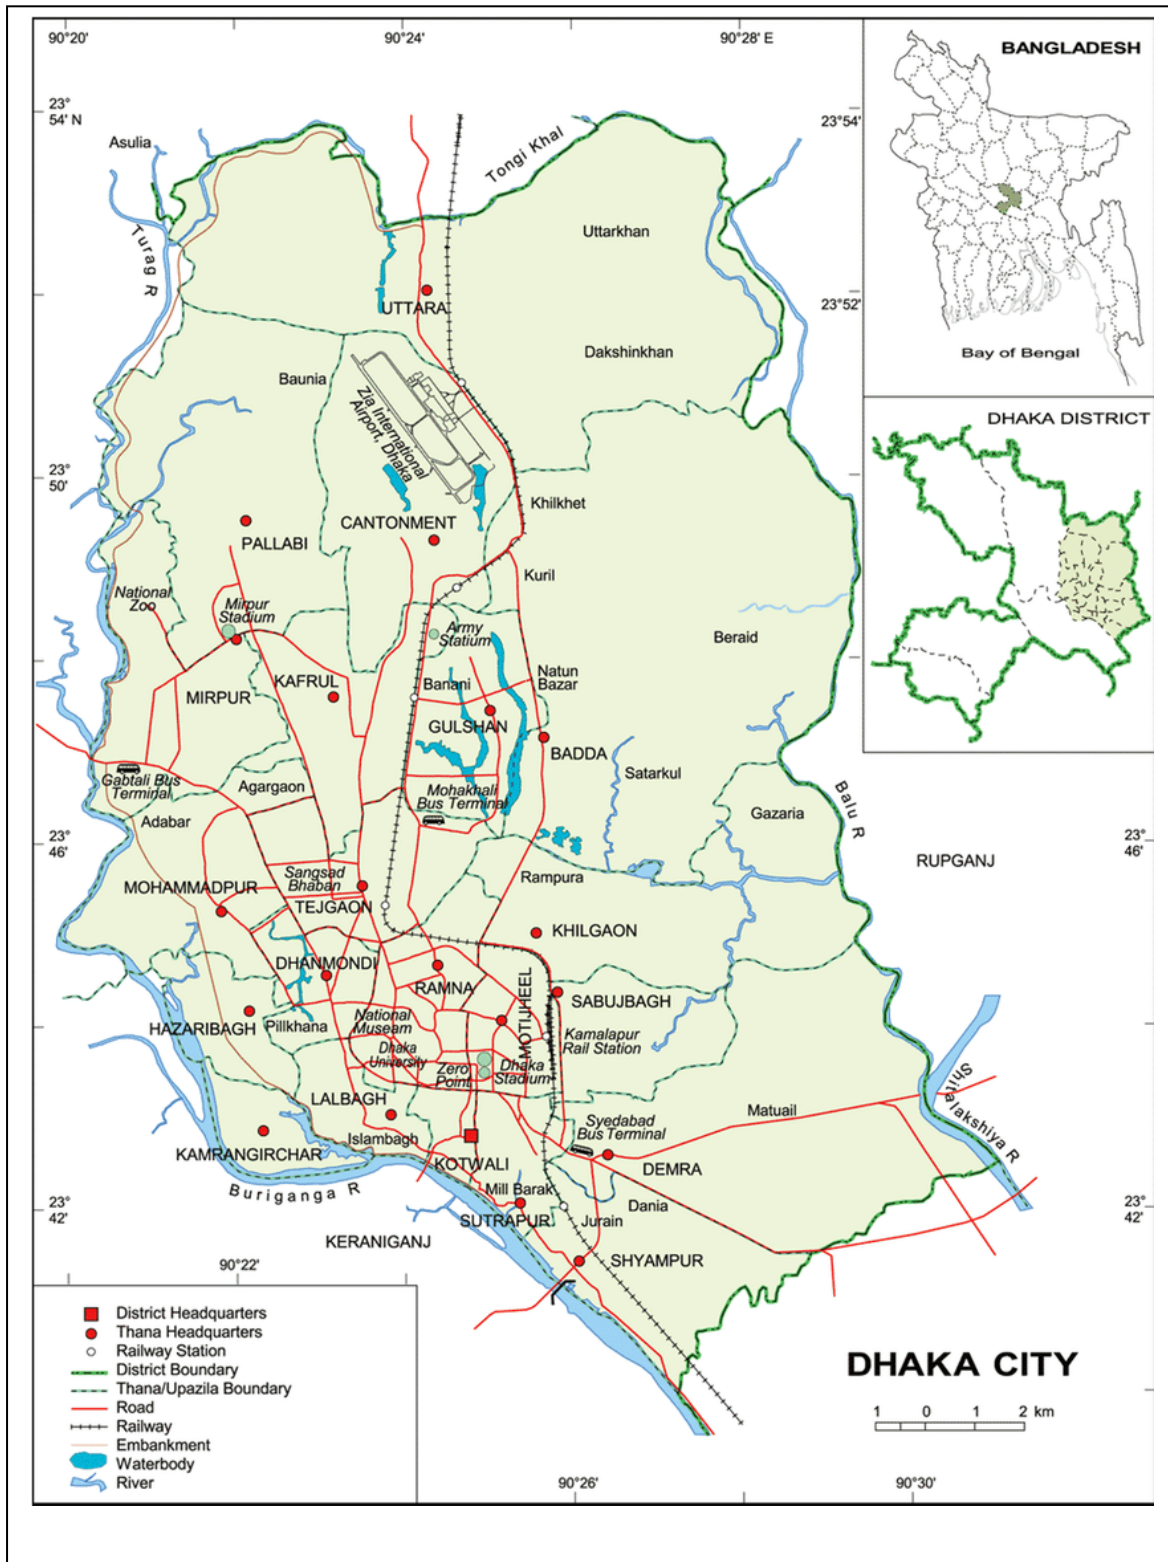 90°20'
90°24'
90°28' E
BANGLADESH
23°
54' N
23°54'
Asulia
Tongi Khal
Turag R
Uttarkhan
23°52'
UTTARA
Dakshinkhan
Bay of Bengal
Baunia
Zia International
Airport, Dhaka
DHAKA DISTRICT
23°
50'
Khilkhet
CANTONMENT
PALLABI
Kuril
National
Zoo
Mirpur
Stadium
Army
Statium
Beraid
KAFRUL
Banani
Natun
Bazar
MIRPUR
GULSHAN
BADDA
Gabtali Bus
Terminal
Agargaon
Mohakhali
Bus Terminal
Satarkul
Balu R
Gazaria
Adabar
23°
46'
23°
46'
RUPGANJ
Sangsad
Bhaban
Rampura
MOHAMMADPUR
TEJGAON
KHILGAON
DHANMONDI
RAMNA
MOTIJHEEL
SABUJBAGH
HAZARIBAGH
Pillkhana
National
Museam
Kamalapur
Rail Station
Dhaka
University
Zero
Point
Dhaka
Stadium
Shitalakshiya R
LALBAGH
Matuail
Islambagh
Syedabad
Bus Terminal
KAMRANGIRCHAR
KOTWALI
DEMRA
Buriganga R
Mill Barak
Dania
23°
42'
23°
42'
SUTRAPUR
Jurain
KERANIGANJ
SHYAMPUR
90°22'
District Headquarters
Thana Headquarters
Railway Station
District Boundary
Thana/Upazila Boundary
Road
Railway
Embankment
Waterbody
River
DHAKA CITY
1 0 1 2 km
90°26'
90°30'